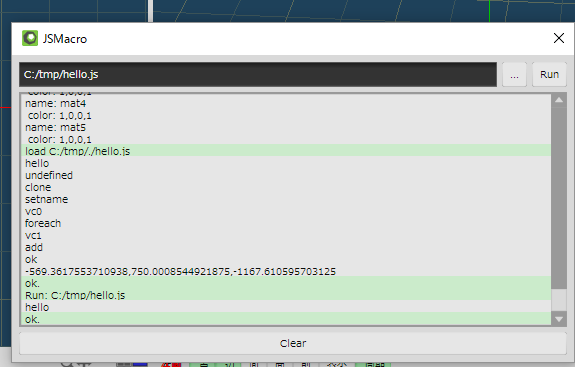 JSMacro
C:/tmp/hello.js
...
Run
color: 1,0,0,1
name: mat4
color: 1,0,0,1
name: mat5
color: 1,0,0,1
load C:/tmp/./hello.js
hello
undefined
clone
setname
vc0
foreach
vc1
add
ok
-569.3617553710938,750.0008544921875,-1167.610595703125
ok.
Run: C:/tmp/hello.js
hello
ok.
Clear